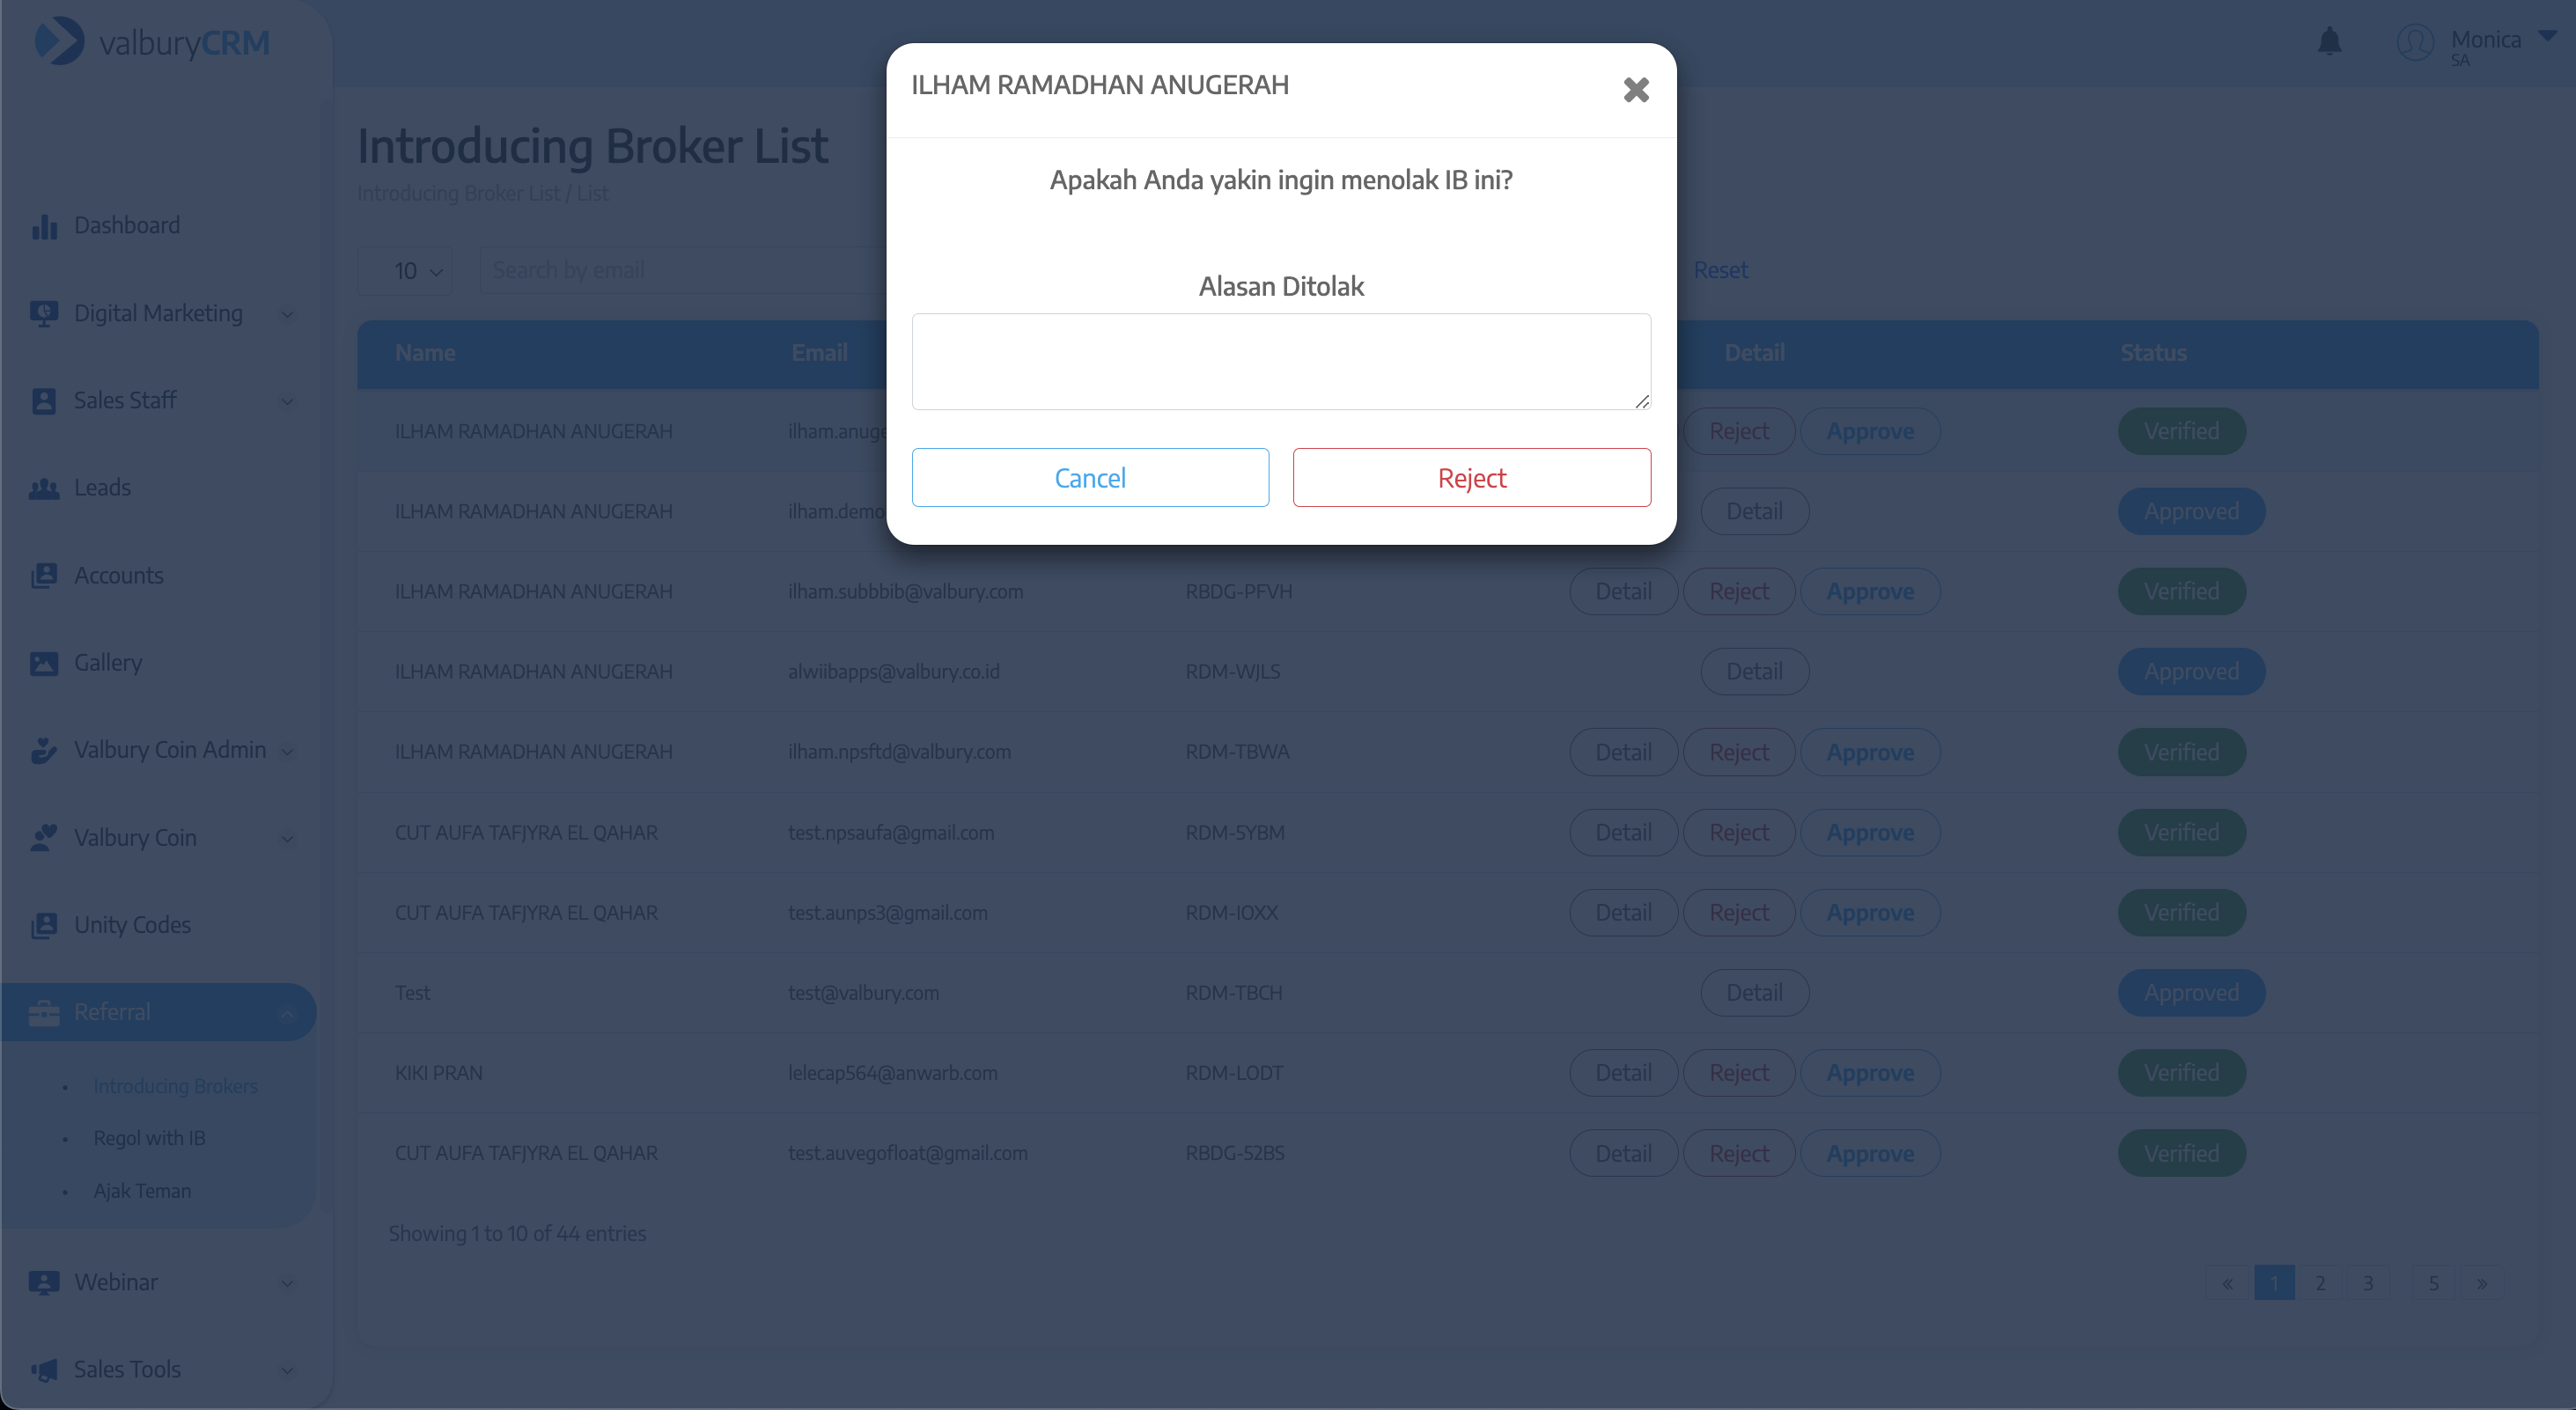 valburyCRM
Monica
SA
Dashboard
Digital Marketing
Sales Staff
Leads
Accounts
Gallery
Valbury Coin Admin
Valbury Coin
Unity Codes
Referral
Introducing Brokers
Regol with IB
Ajak Teman
Webinar
Sales Tools
ILHAM RAMADHAN ANUGERAH
Apakah Anda yakin ingin menolak IB ini?
Alasan Ditolak
Cancel Reject
Introducing Broker List
Introducing Broker List / List
10 Search by email Reset
Name Email Detail Status
ILHAM RAMADHAN ANUGERAH Reject Approve Verified
ILHAM RAMADHAN ANUGERAH Detail Approved
ILHAM RAMADHAN ANUGERAH ilham.subbbib@valbury.com RBDG-PFVH Detail Reject Approve Verified
ILHAM RAMADHAN ANUGERAH alwiibapps@valbury.co.id RDM-WJLS Detail Approved
ILHAM RAMADHAN ANUGERAH ilham.npsftd@valbury.com RDM-TBWA Detail Reject Approve Verified
CUT AUFA TAFJYRA EL QAHAR test.npsaufa@gmail.com RDM-5YBM Detail Reject Approve Verified
CUT AUFA TAFJYRA EL QAHAR test.aunps3@gmail.com RDM-IOXX Detail Reject Approve Verified
Test test@valbury.com RDM-TBCH Detail Approved
KIKI PRAN lelecap564@anwarb.com RDM-LODT Detail Reject Approve Verified
CUT AUFA TAFJYRA EL QAHAR test.auvegofloat@gmail.com RBDG-52BS Detail Reject Approve Verified
Showing 1 to 10 of 44 entries
« 1 2 3 5 »